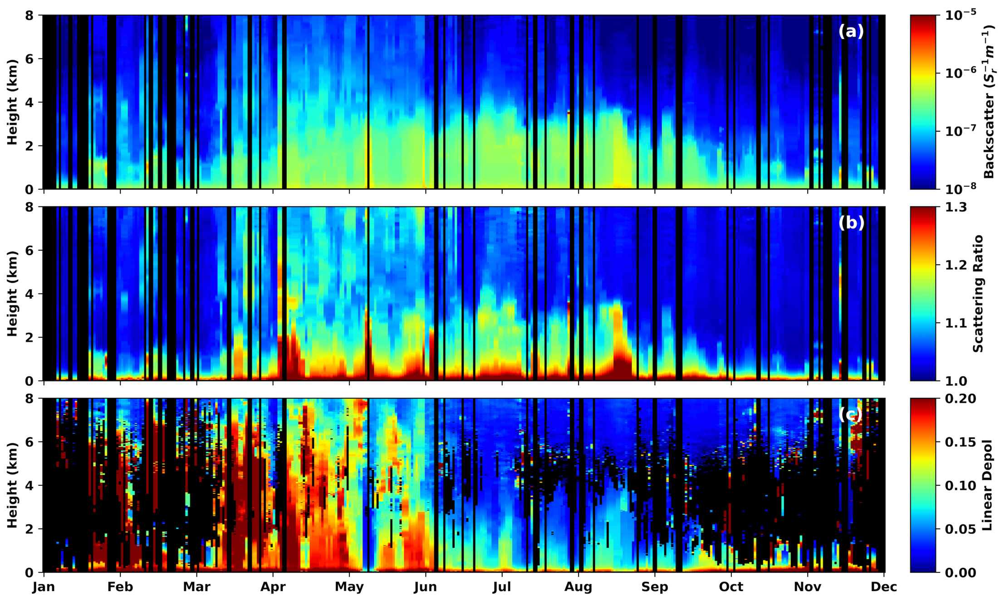 8
6
4
2
0
Height (km)
(a)
10⁻⁵
10⁻⁶
10⁻⁷
10⁻⁸
Backscatter (Sᵣ⁻¹m⁻¹)
8
6
4
2
0
Height (km)
(b)
1.3
1.2
1.1
1.0
Scattering Ratio
8
6
4
2
0
Height (km)
(c)
0.20
0.15
0.10
0.05
0.00
Linear Depol
Jan Feb Mar Apr May Jun Jul Aug Sep Oct Nov Dec